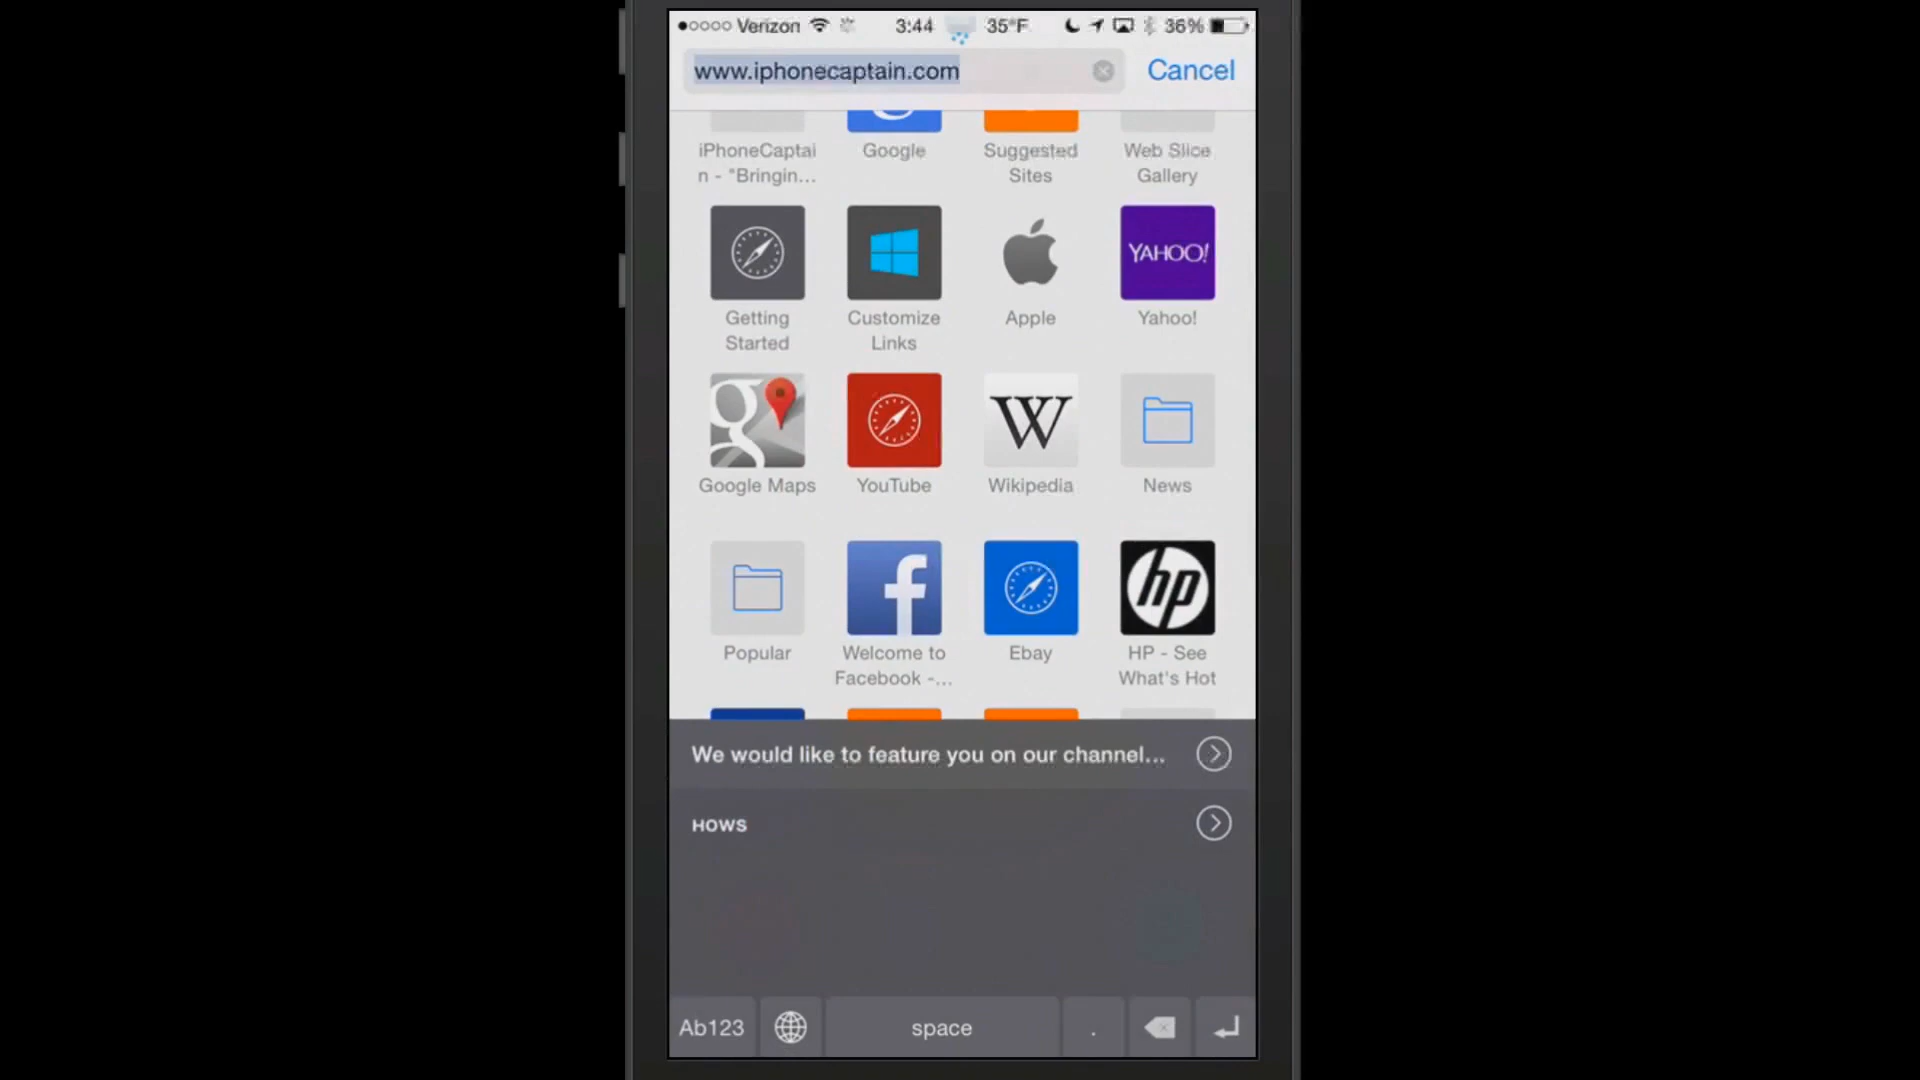 Verizon 3:44 35°F 36%
www.iphonecaptain.com Cancel
iPhoneCaptai
n - "Bringin...
Google
Suggested
Sites
Web Slice
Gallery
YAHOO!
Getting
Started
Customize
Links
Apple
Yahoo!
g
W
Google Maps
YouTube
Wikipedia
News
f
hp
Popular
Welcome to
Facebook -...
Ebay
HP - See
What's Hot
We would like to feature you on our channel...
HOWS
Ab123 space .